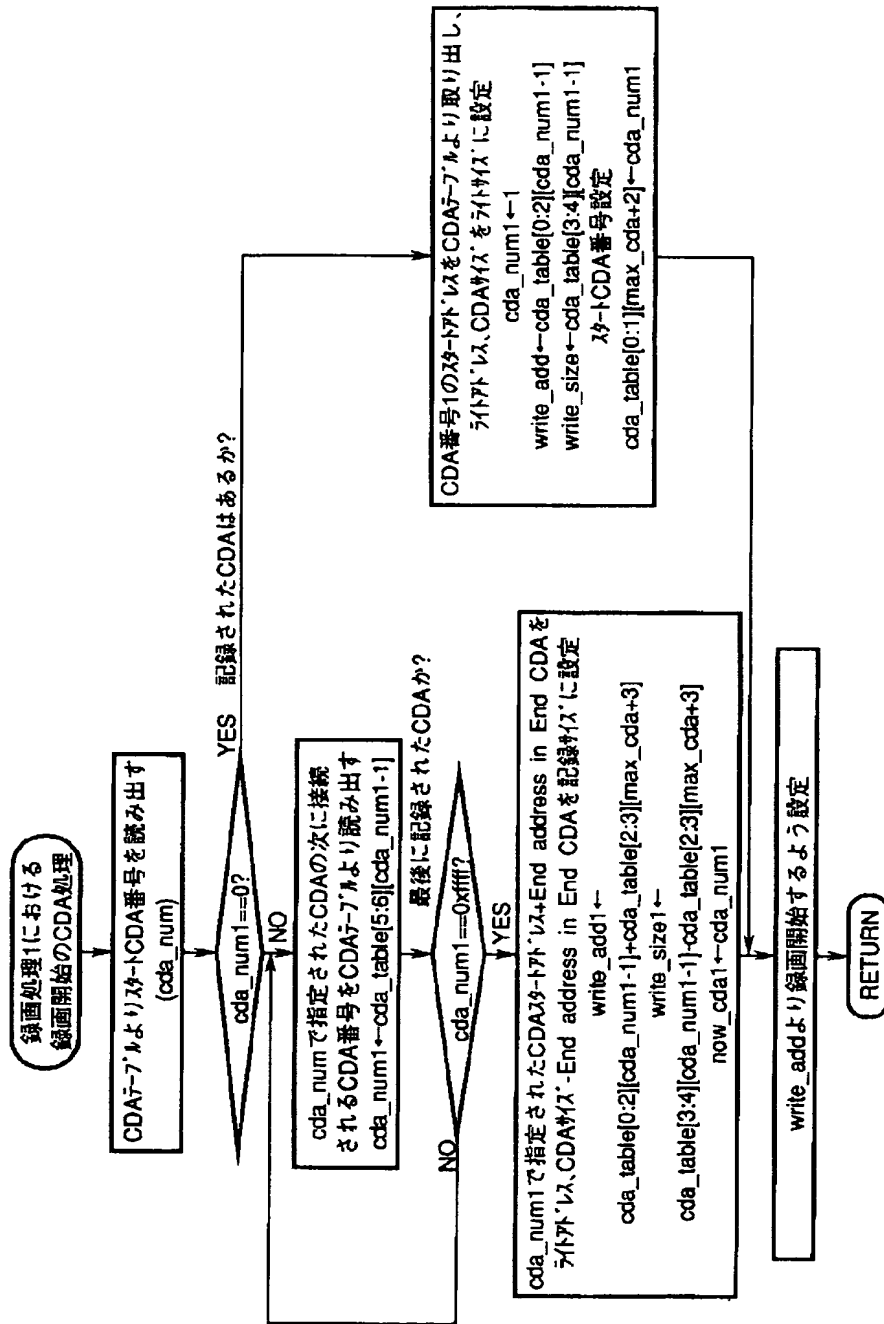 録画処理1における
録画開始のCDA処理
CDAﾃｰﾌﾞﾙよりｽﾀｰﾄCDA番号を読み出す
(cda_num)
cda_num1==0?
YES
記録されたCDAはあるか?
NO
cda_numで指定されたCDAの次に接続
されるCDA番号をCDAﾃｰﾌﾞﾙより読み出す
cda_num1←cda_table[5:6][cda_num1-1]
最後に記録されたCDAか?
cda_num1==0xffff?
NO
YES
cda_num1で指定されたCDAｽﾀｰﾄｱﾄﾞﾚｽ+End address in End CDAを
ﾗｲﾄｱﾄﾞﾚｽ、CDAｻｲｽﾞ-End address in End CDAを記録ｻｲｽﾞに設定
write_add1←
cda_table[0:2][cda_num1-1]+cda_table[2:3][max_cda+3]
write_size1←
cda_table[3:4][cda_num1-1]-cda_table[2:3][max_cda+3]
now_cda1←cda_num1
CDA番号1のｽﾀｰﾄｱﾄﾞﾚｽをCDAﾃｰﾌﾞﾙより取り出し、
ﾗｲﾄｱﾄﾞﾚｽ、CDAｻｲｽﾞをﾗｲﾄｻｲｽﾞに設定
cda_num1←1
write_add←cda_table[0:2][cda_num1-1]
write_size←cda_table[3:4][cda_num1-1]
ｽﾀｰﾄCDA番号設定
cda_table[0:1][max_cda+2]←cda_num1
write_addより録画開始するよう設定
RETURN